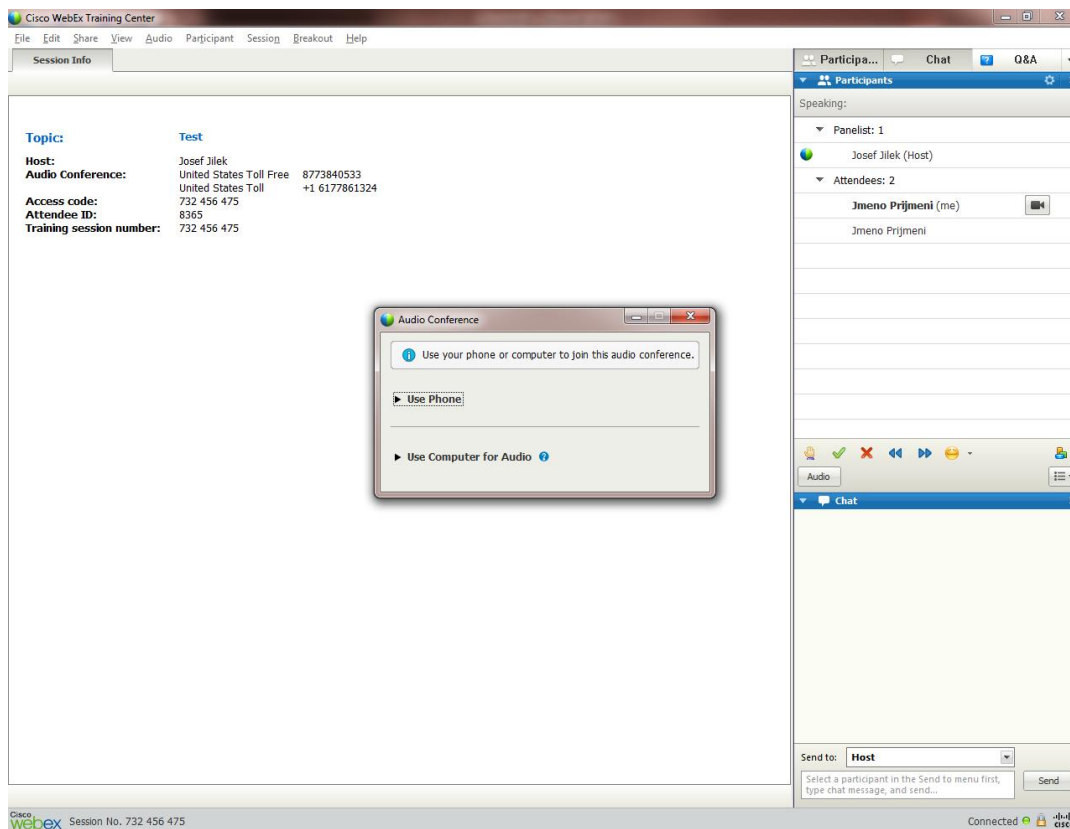 Cisco WebEx Training Center
File Edit Share View Audio Participant Session Breakout Help
Session Info
Topic: Test
Host: Josef Jilek
Audio Conference: United States Toll Free 8773840533
United States Toll +1 6177861324
Access code: 732 456 475
Attendee ID: 8365
Training session number: 732 456 475
Audio Conference
Use your phone or computer to join this audio conference.
Use Phone
Use Computer for Audio
Participa... Chat Q&A
Participants
Speaking:
Panelist: 1
Josef Jilek (Host)
Attendees: 2
Jmeno Prijmeni (me)
Jmeno Prijmeni
Audio
Chat
Send to: Host
Select a participant in the Send to menu first,
type chat message, and send...
Send
Cisco
webex Session No. 732 456 475
Connected